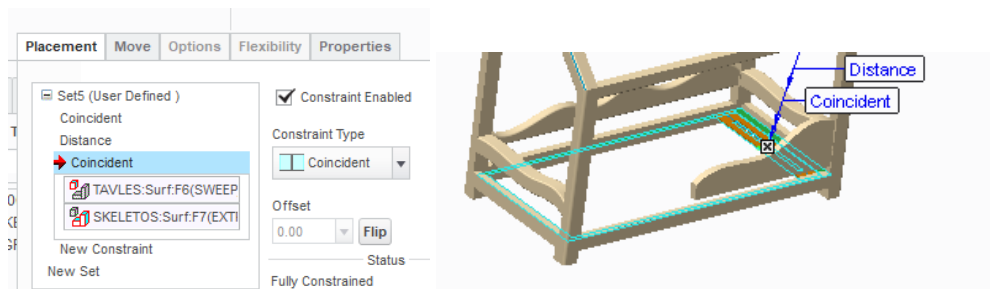 Placement Move Options Flexibility Properties
Set5 (User Defined )
Coincident
Distance
Coincident
TAVLES:Surf:F6(SWEEP
SKELETOS:Surf:F7(EXTI
New Constraint
New Set
Constraint Enabled
Constraint Type
Coincident
Offset
0.00 Flip
Status
Fully Constrained
Distance
Coincident